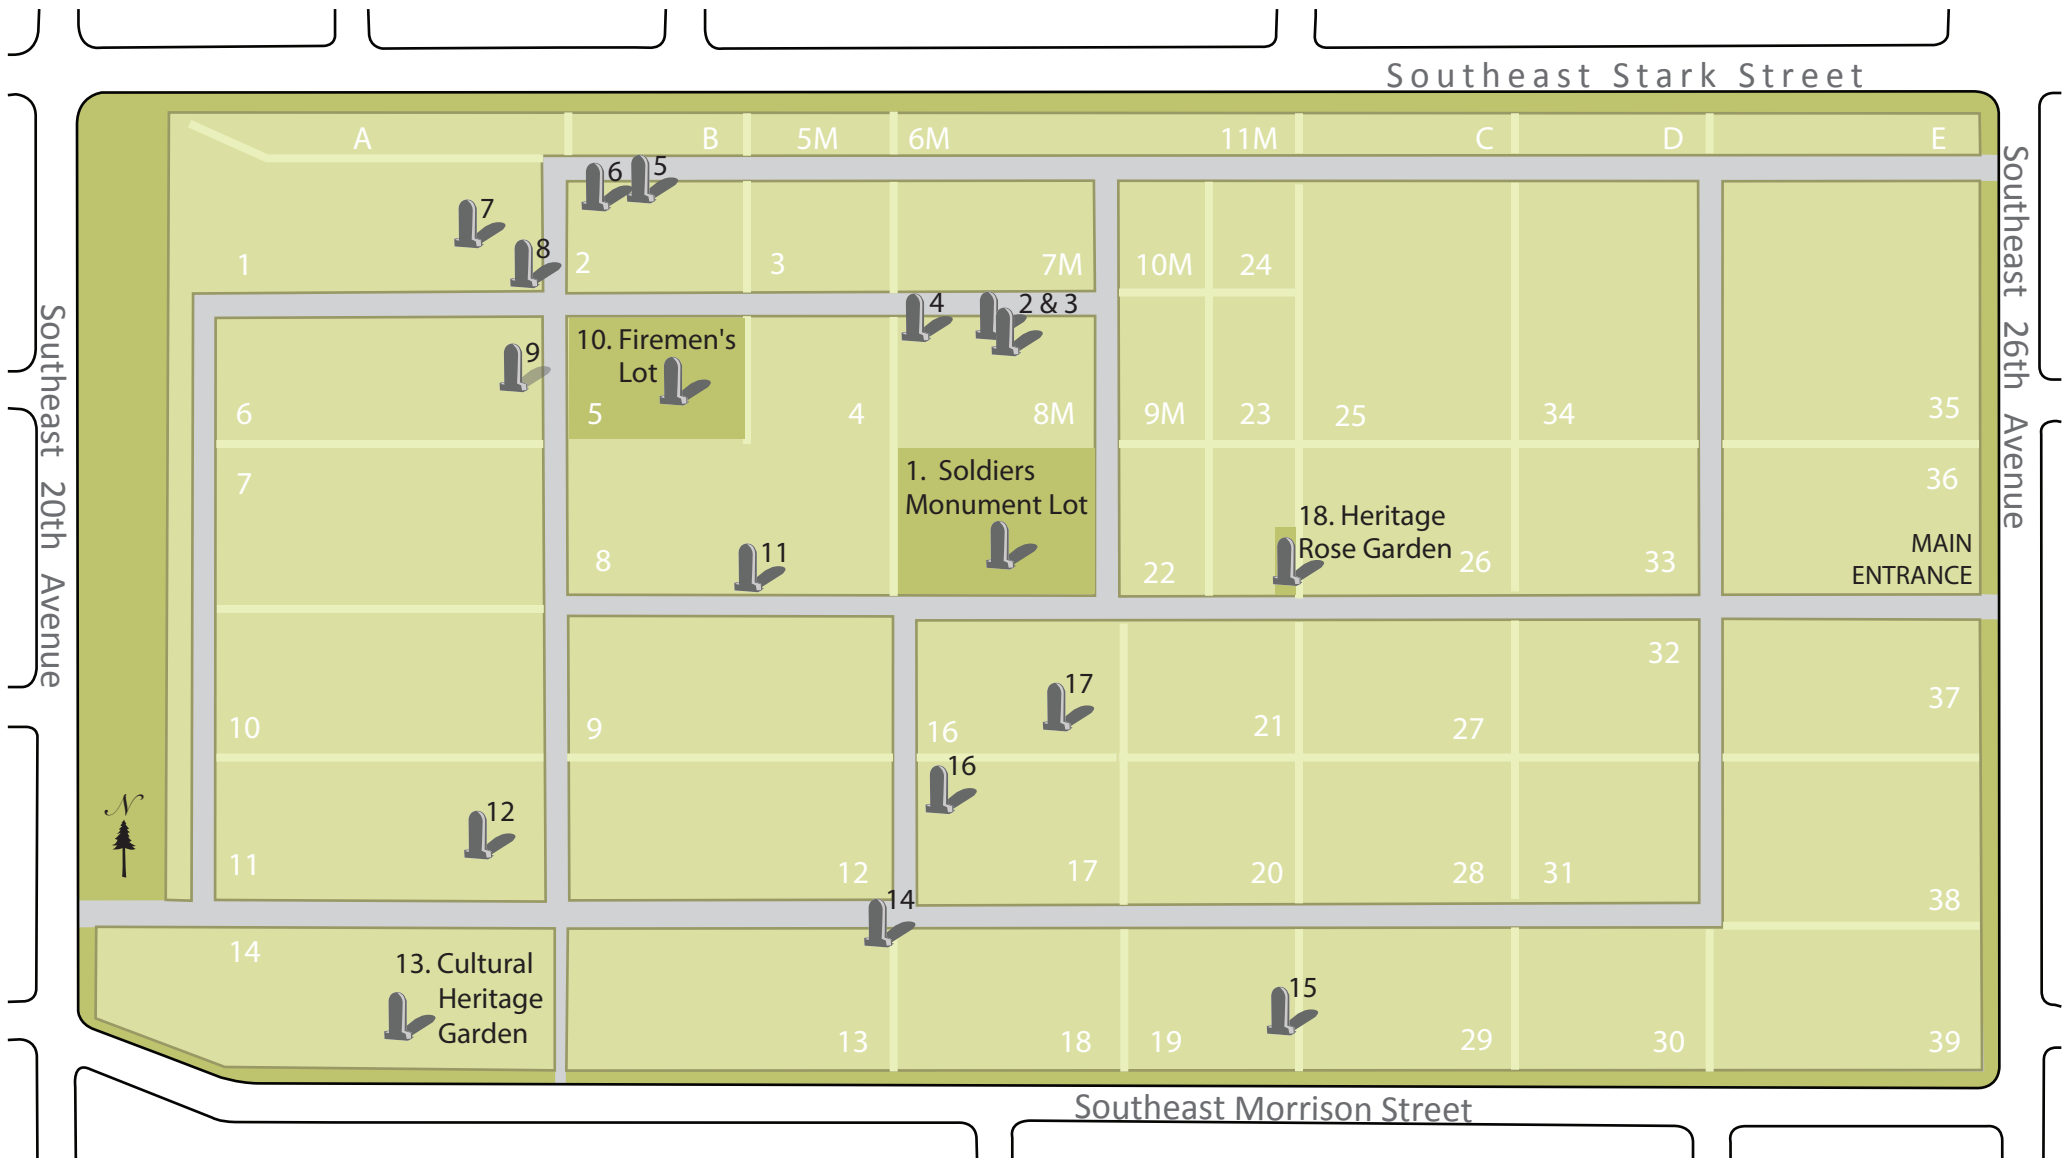 Southeast Stark Street
A
B
5M
6M
11M
C
D
E
6
5
7
8
1
2
3
7M
10M
24
4
2 & 3
Southeast 20th Avenue
Southeast 26th Avenue
9
10. Firemen's
Lot
6
5
4
8M
9M
23
25
34
35
7
1. Soldiers
Monument Lot
36
18. Heritage
Rose Garden
MAIN
ENTRANCE
11
8
22
26
33
32
17
37
10
9
16
21
27
16
12
11
12
17
20
28
31
38
14
14
13. Cultural
Heritage
Garden
15
13
18
19
29
30
39
N
Southeast Morrison Street